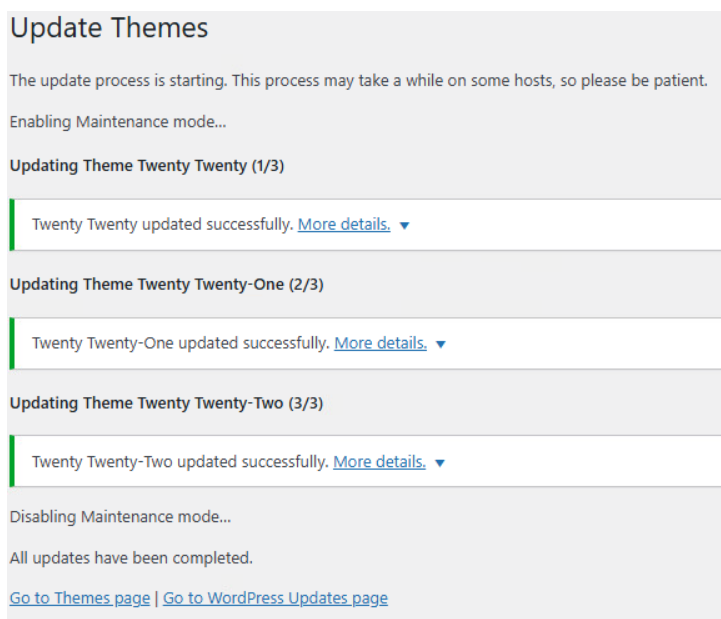 Update Themes
The update process is starting. This process may take a while on some hosts, so please be patient.
Enabling Maintenance mode...
Updating Theme Twenty Twenty (1/3)
Twenty Twenty updated successfully. More details.
Updating Theme Twenty Twenty-One (2/3)
Twenty Twenty-One updated successfully. More details.
Updating Theme Twenty Twenty-Two (3/3)
Twenty Twenty-Two updated successfully. More details.
Disabling Maintenance mode...
All updates have been completed.
Go to Themes page | Go to WordPress Updates page